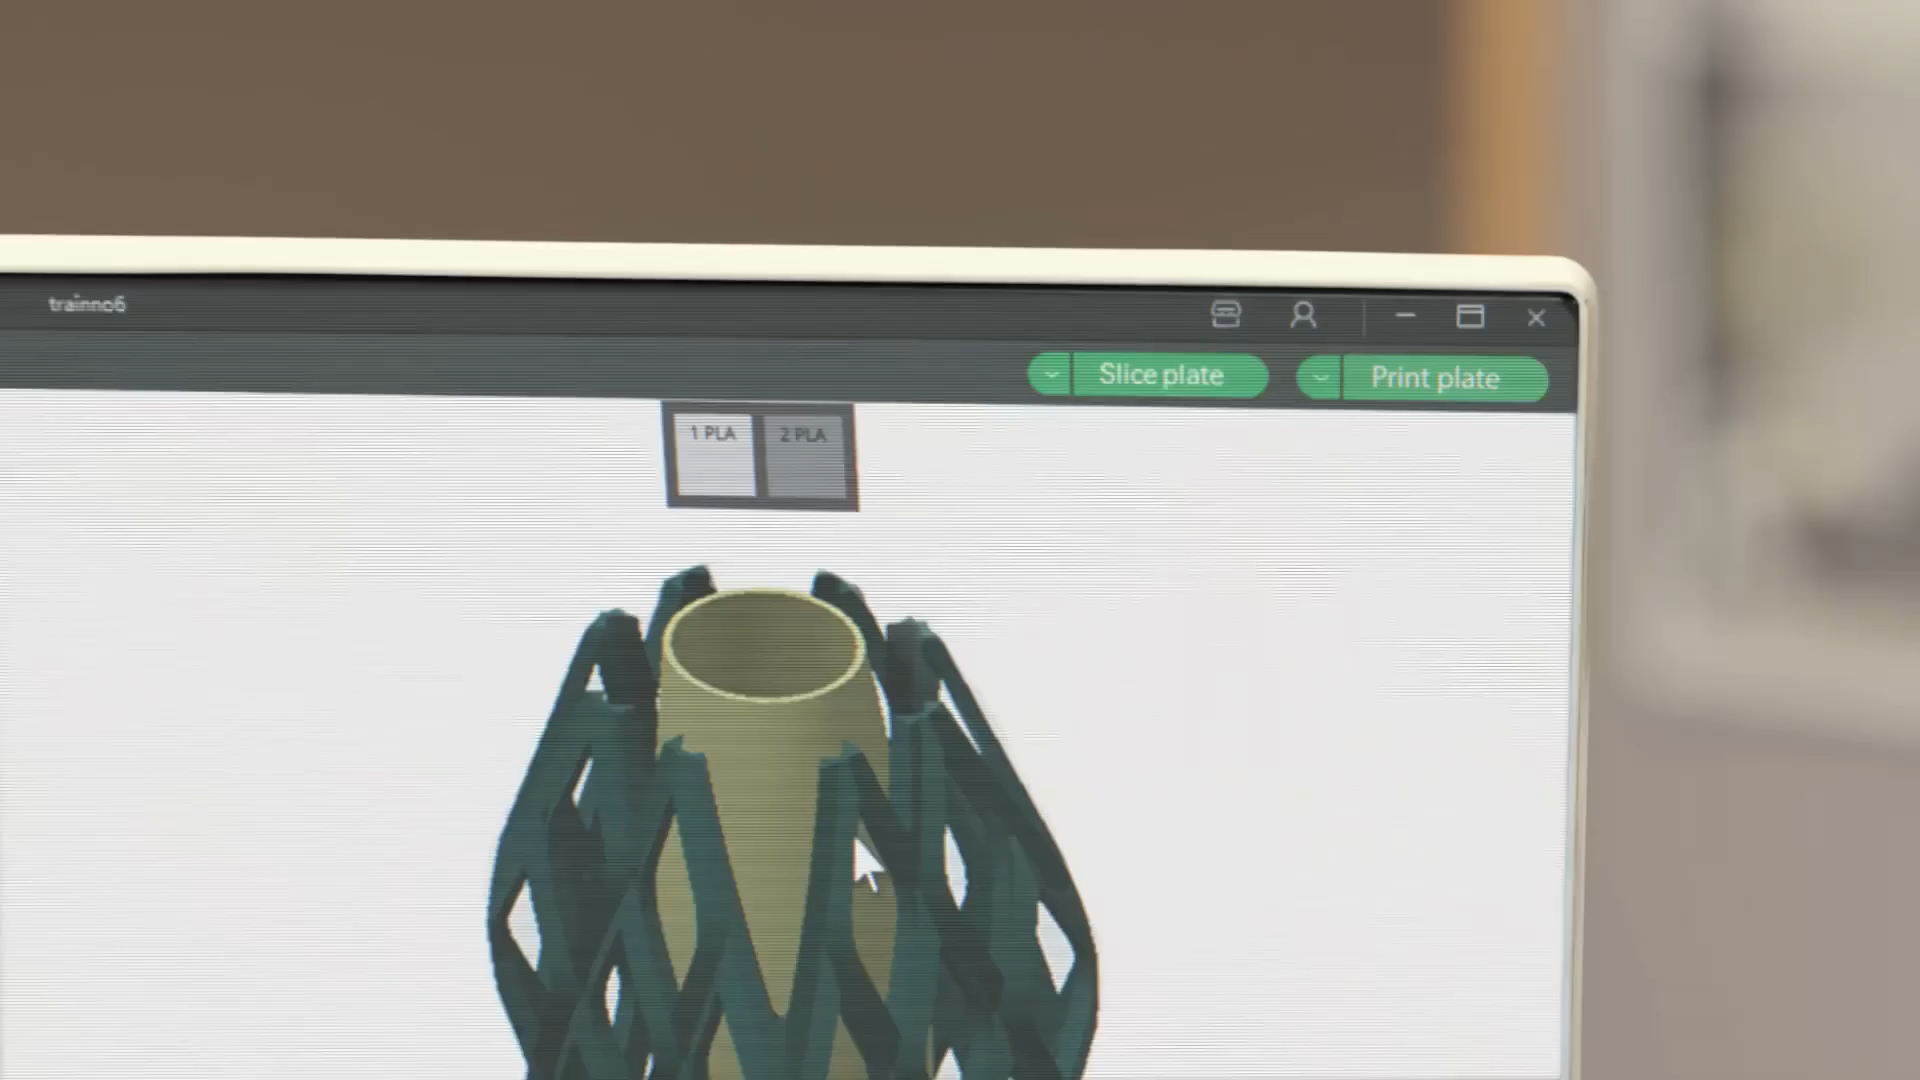 trainno6
Slice plate
Print plate
1 PLA
2 PLA